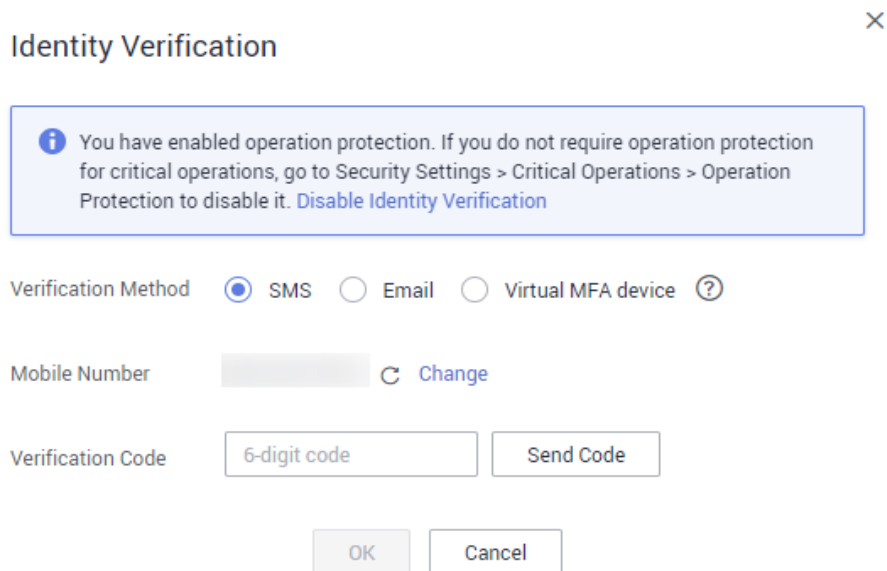 Identity Verification
You have enabled operation protection. If you do not require operation protection
for critical operations, go to Security Settings > Critical Operations > Operation
Protection to disable it. Disable Identity Verification
Verification Method SMS Email Virtual MFA device ?
Mobile Number Change
Verification Code 6-digit code Send Code
OK Cancel